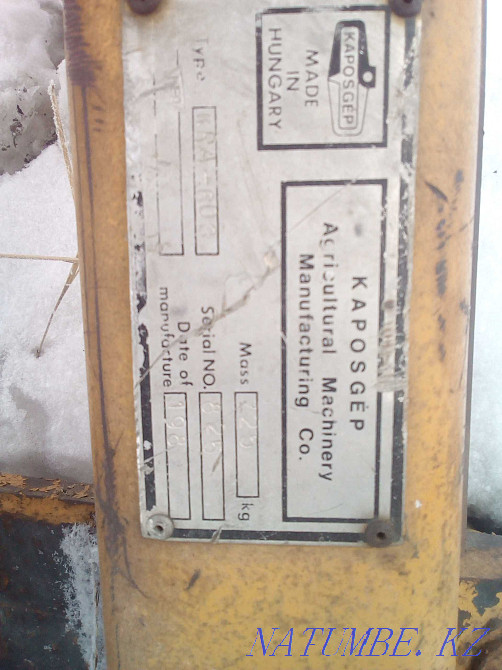 KAPOSGÉP
MADE
IN
HUNGARY
KAPOSGÉP
Agricultural Machinery
Manufacturing Co.
Type
Mass kg
Serial NO.
Date of
manufacture 198
NATUMBE.KZ